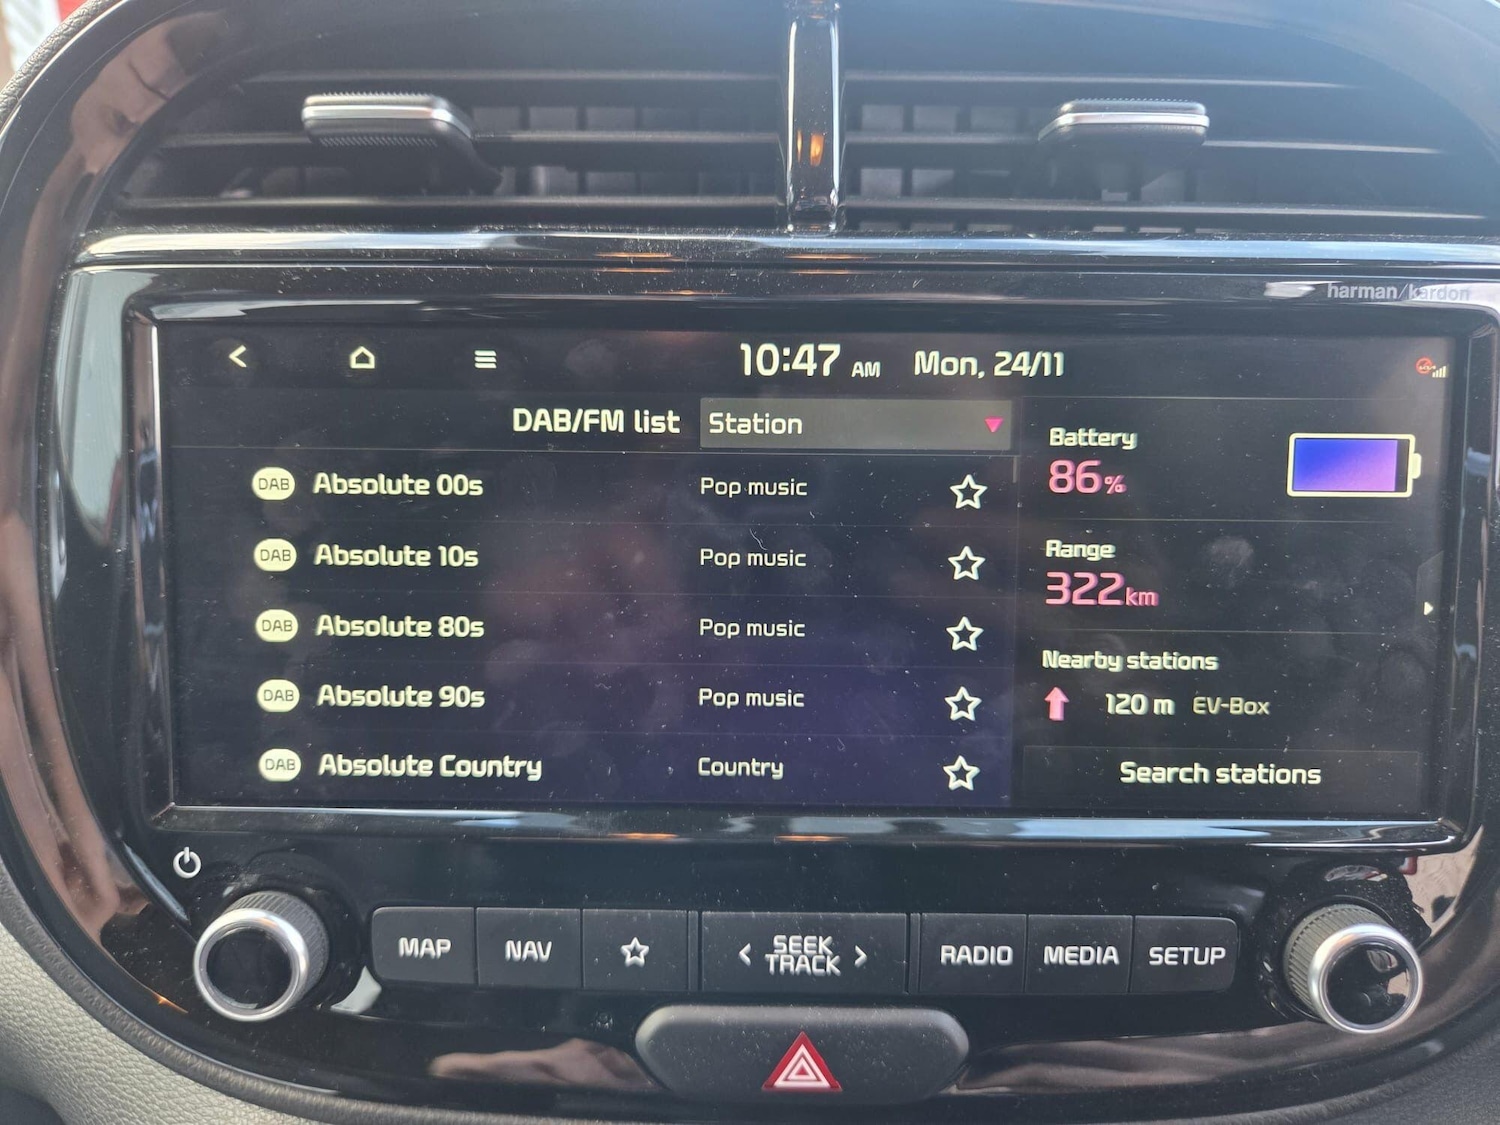 harman/kardon
10:47 AM Mon, 24/11
DAB/FM list Station
DAB Absolute 00s Pop music
DAB Absolute 10s Pop music
DAB Absolute 80s Pop music
DAB Absolute 90s Pop music
DAB Absolute Country Country
Battery
86%
Range
322km
Nearby stations
120 m EV-Box
Search stations
MAP NAV < SEEK TRACK > RADIO MEDIA SETUP